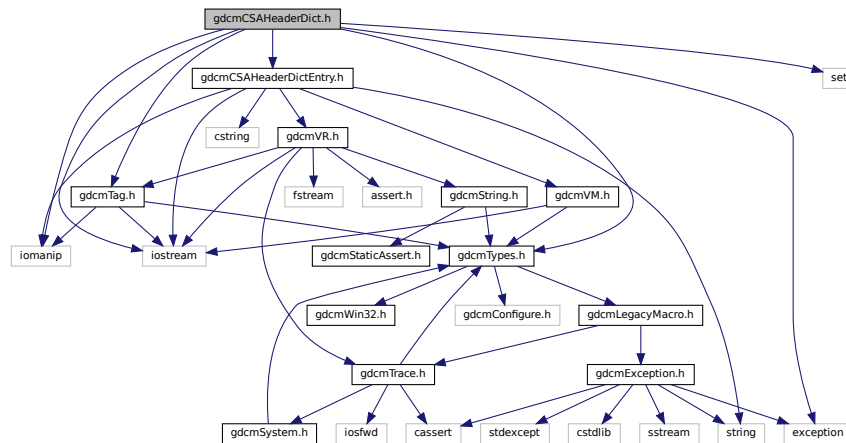 gdcmCSAHeaderDict.h
gdcmCSAHeaderDictEntry.h
set
cstring
gdcmVR.h
gdcmTag.h
fstream
assert.h
gdcmString.h
gdcmVM.h
iomanip
iostream
gdcmStaticAssert.h
gdcmTypes.h
gdcmWin32.h
gdcmConfigure.h
gdcmLegacyMacro.h
gdcmTrace.h
gdcmException.h
gdcmSystem.h
iosfwd
cassert
stdexcept
cstdlib
sstream
string
exception